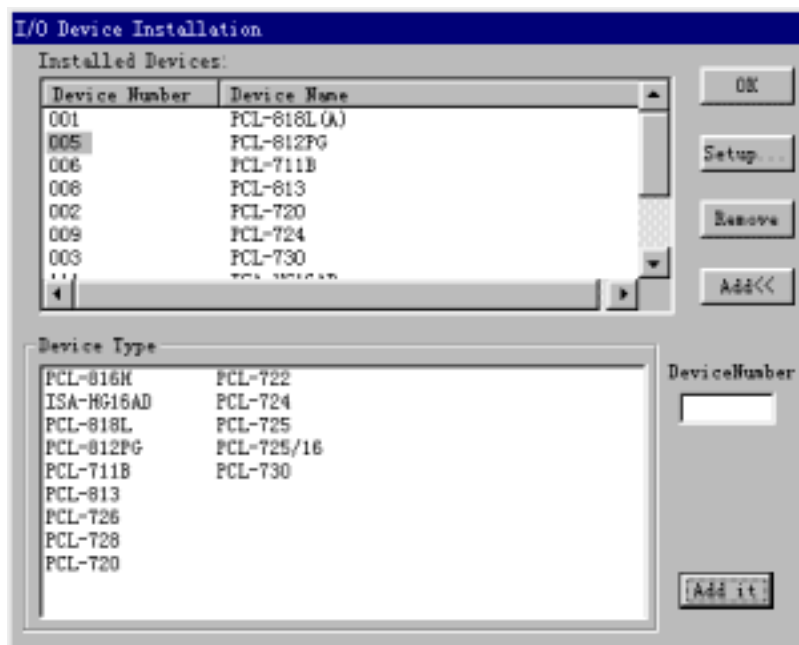 I/O Device Installation
Installed Devices:
Device Number Device Name
001 PCL-818L(A)
005 PCL-812PG
006 PCL-711B
008 PCL-813
002 PCL-720
009 PCL-724
003 PCL-730
OK
Setup...
Remove
Add<<
Device Type
PCL-816H PCL-722
ISA-HG16AD PCL-724
PCL-818L PCL-725
PCL-812PG PCL-725/16
PCL-711B PCL-730
PCL-813
PCL-726
PCL-728
PCL-720
DeviceNumber
Add it